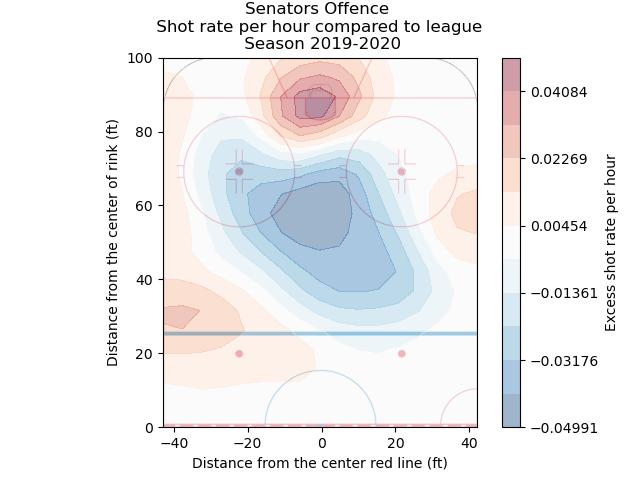 Senators Offence
Shot rate per hour compared to league
Season 2019-2020
100
80
60
40
20
0
−40
−20
0
20
40
Distance from the center of rink (ft)
Distance from the center red line (ft)
0.04084
0.02269
0.00454
−0.01361
−0.03176
−0.04991
Excess shot rate per hour